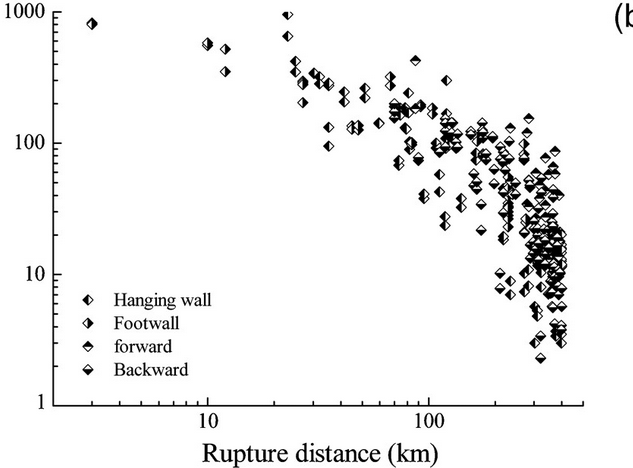 1000
(b
100
10
Hanging wall
Footwall
forward
Backward
1
10
100
Rupture distance (km)